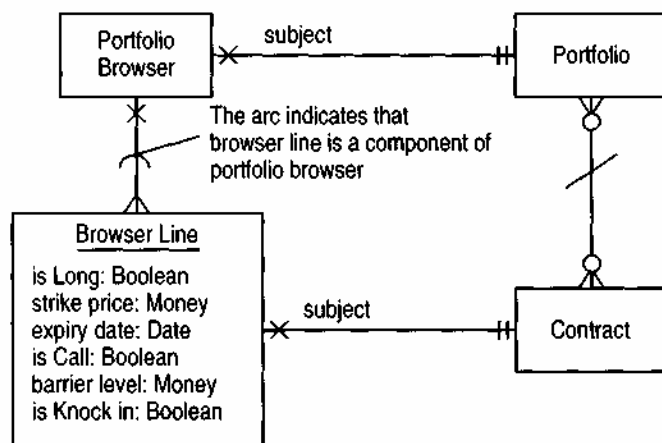 Portfolio
Browser
subject
Portfolio
The arc indicates that
browser line is a component of
portfolio browser
Browser Line
is Long: Boolean
strike price: Money
expiry date: Date
is Call: Boolean
barrier level: Money
is Knock in: Boolean
subject
Contract